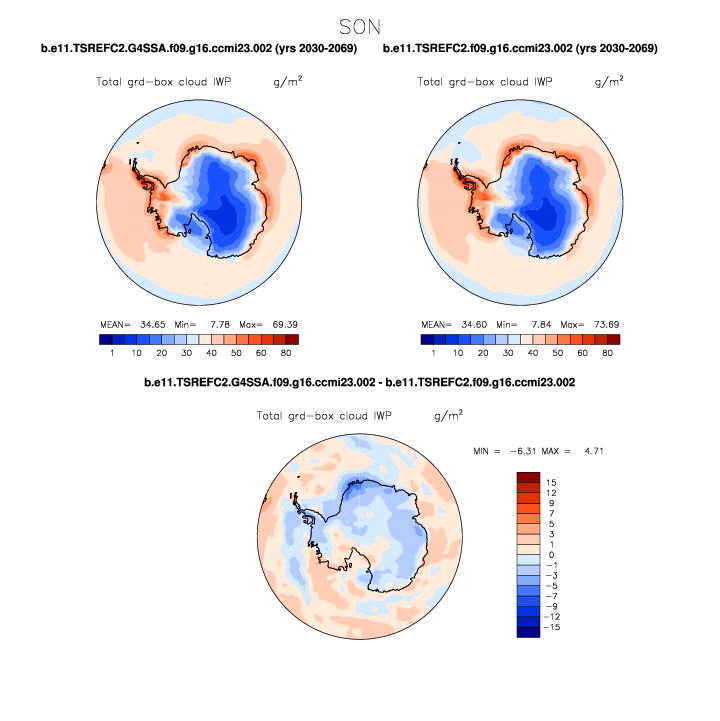 SON
b.e11.TSREFC2.G4SSA.f09.g16.ccmi23.002 (yrs 2030-2069)
b.e11.TSREFC2.f09.g16.ccmi23.002 (yrs 2030-2069)
Total grd-box cloud IWP g/m²
Total grd-box cloud IWP g/m²
MEAN= 34.65 Min= 7.78 Max= 69.39
MEAN= 34.60 Min= 7.84 Max= 73.69
1 10 20 30 40 50 60 80
1 10 20 30 40 50 60 80
b.e11.TSREFC2.G4SSA.f09.g16.ccmi23.002 - b.e11.TSREFC2.f09.g16.ccmi23.002
Total grd-box cloud IWP g/m²
MIN = -6.31 MAX = 4.71
15
12
9
7
5
3
1
0
-1
-3
-5
-7
-9
-12
-15